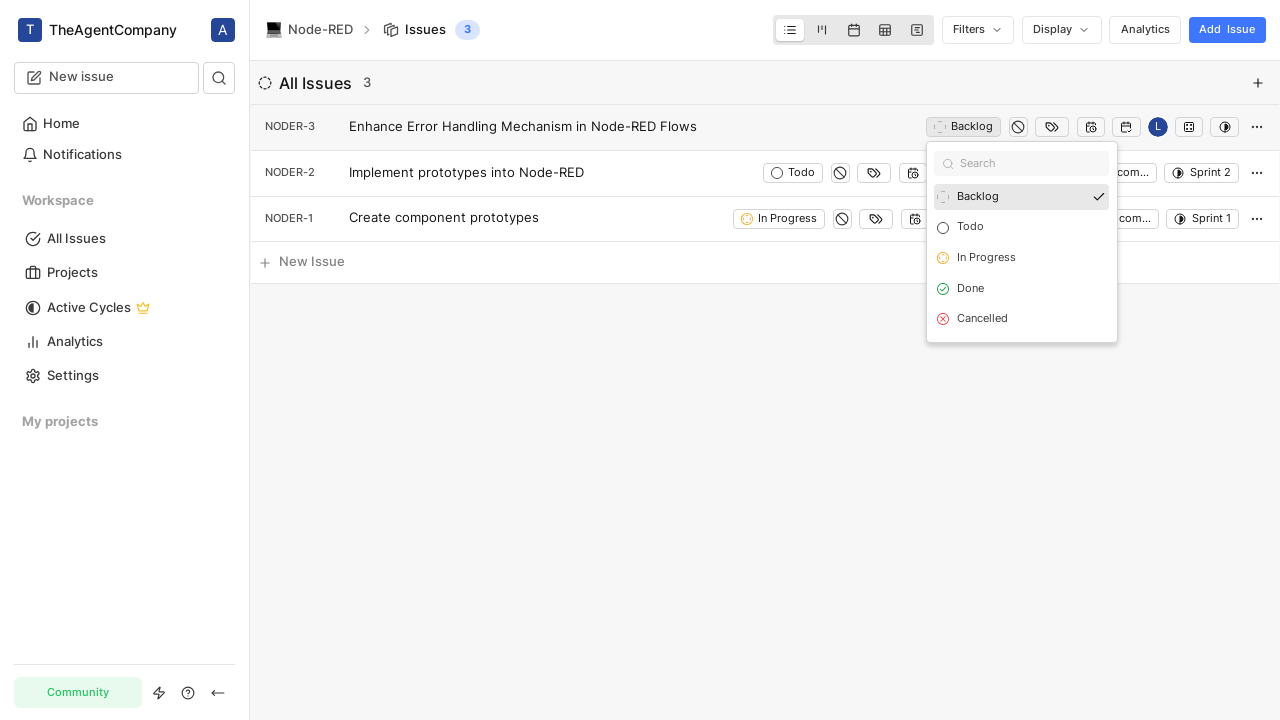 T TheAgentCompany A
New issue
Home
Notifications
Workspace
All Issues
Projects
Active Cycles
Analytics
Settings
My projects
Community
Node-RED Issues 3
Filters Display Analytics Add Issue
All Issues 3
NODER-3 Enhance Error Handling Mechanism in Node-RED Flows Backlog L
NODER-2 Implement prototypes into Node-RED Todo com... Sprint 2
NODER-1 Create component prototypes In Progress com... Sprint 1
New Issue
Search
Backlog
Todo
In Progress
Done
Cancelled